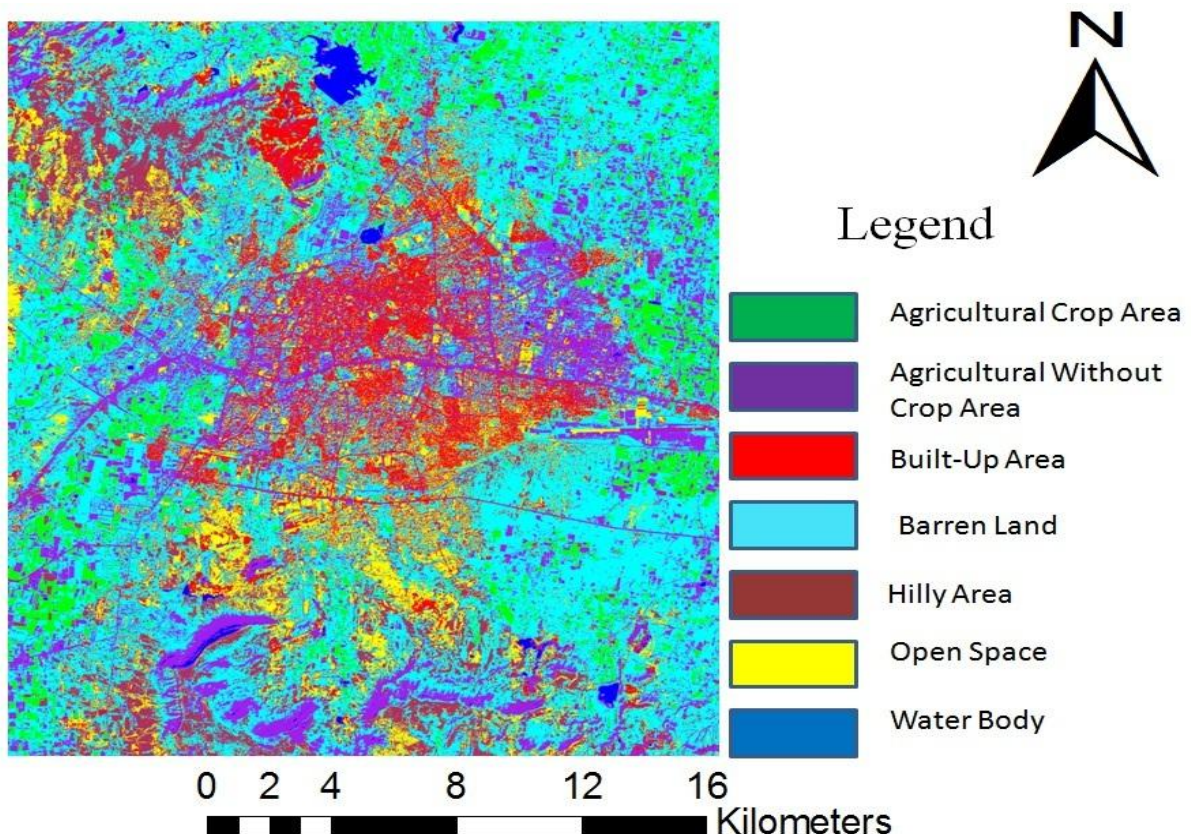 N
Legend
Agricultural Crop Area
Agricultural Without
Crop Area
Built-Up Area
Barren Land
Hilly Area
Open Space
Water Body
0 2 4 8 12 16
Kilometers